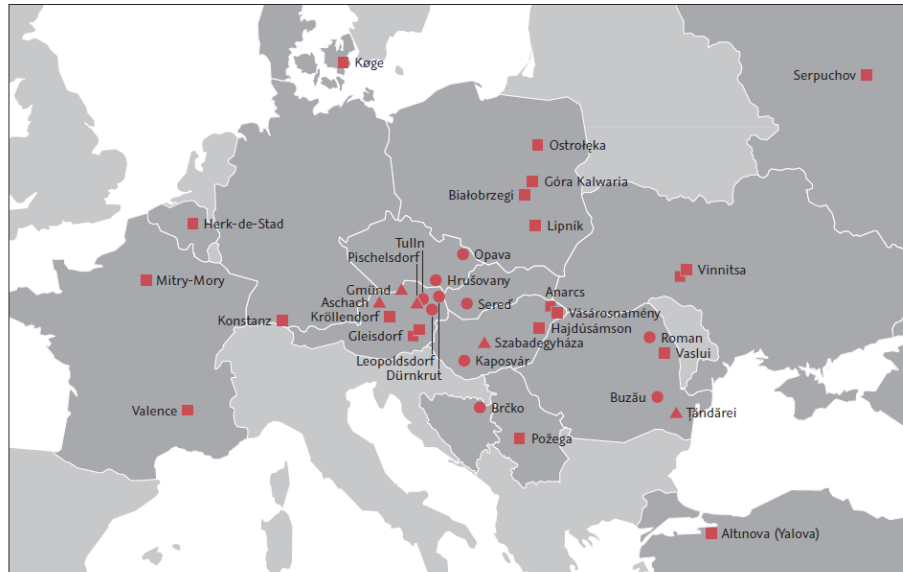 Køge
Serpuchov
Ostrołęka
Góra Kalwaria
Białobrzegi
Herk-de-Stad
Lipník
Tulln
Pischelsdorf
Opava
Mitry-Mory
Vinnitsa
Hrušovany
Gmünd
Anarcs
Aschach
Sereď
Kröllendorf
Vásárosnamény
Konstanz
Hajdúsámson
Gleisdorf
Roman
Szabadegyháza
Vaslui
Leopoldsdorf
Kaposvár
Dürnkrut
Buzău
Valence
Brčko
Țăndărei
Požega
Altınova (Yalova)